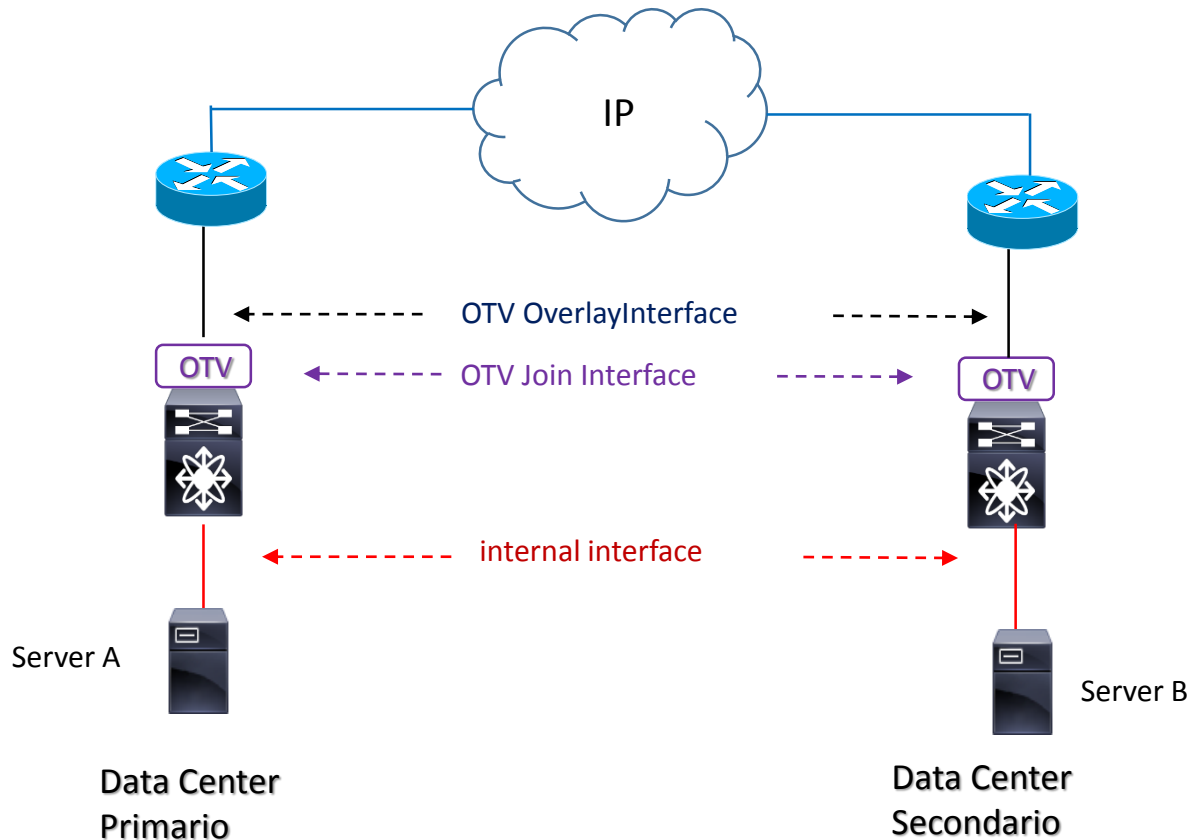 IP
OTV OverlayInterface
OTV
OTV Join Interface
OTV
internal interface
Server A
Server B
Data Center
Primario
Data Center
Secondario